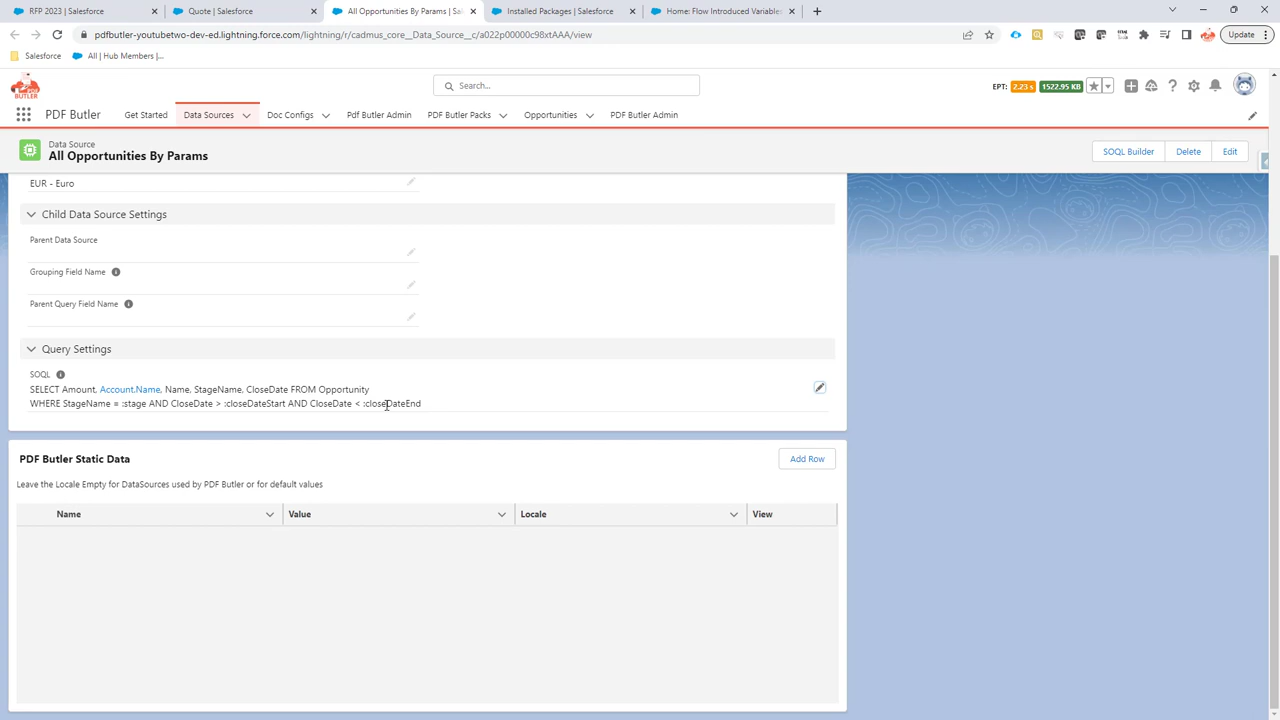 RFP 2023 | Salesforce
Quote | Salesforce
All Opportunities By Params | Sal
Installed Packages | Salesforce
Home: Flow Introduced Variables
pdfbutler-youtubetwo-dev-ed.lightning.force.com/lightning/r/cadmus_core__Data_Source__c/a022p00000c98xtAAA/view
Update
Salesforce
All | Hub Members |...
PDF BUTLER
Search...
EPT: 2.23 s 1522.95 KB
PDF Butler
Get Started
Data Sources
Doc Configs
Pdf Butler Admin
PDF Butler Packs
Opportunities
PDF Butler Admin
Data Source
All Opportunities By Params
SOQL Builder
Delete
Edit
EUR - Euro
Child Data Source Settings
Parent Data Source
Grouping Field Name
Parent Query Field Name
Query Settings
SOQL
SELECT Amount, Account.Name, Name, StageName, CloseDate FROM Opportunity
WHERE StageName = :stage AND CloseDate > :closeDateStart AND CloseDate < :closeDateEnd
PDF Butler Static Data
Add Row
Leave the Locale Empty for DataSources used by PDF Butler or for default values
Name
Value
Locale
View